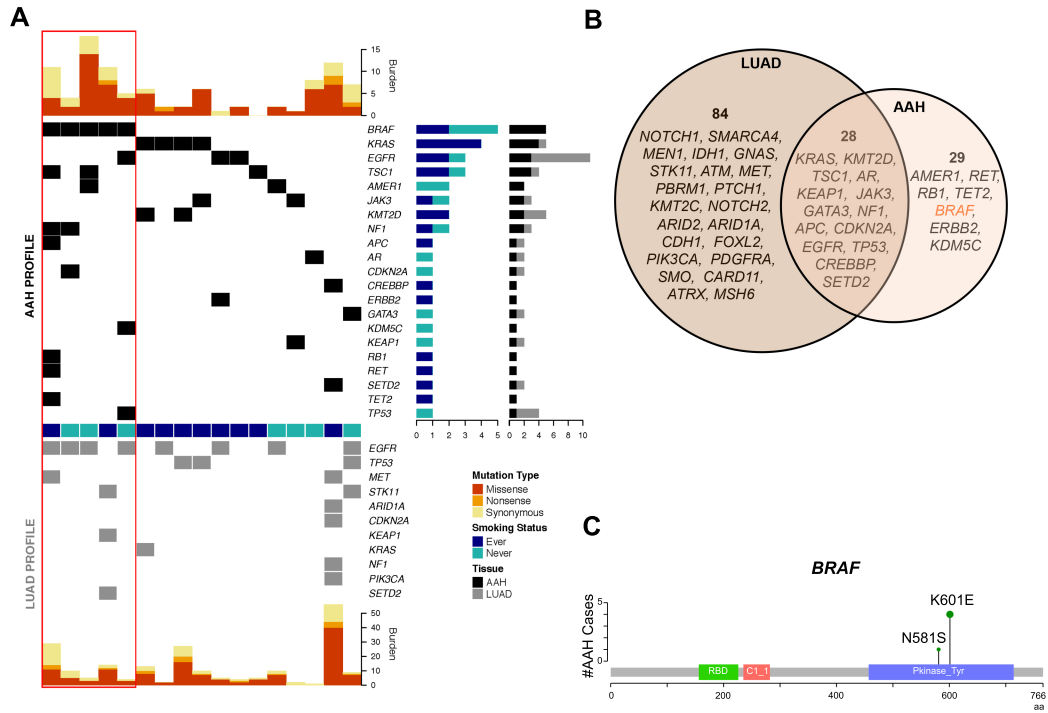 A
15
10
5
0
Burden
AAH PROFILE
BRAF
KRAS
EGFR
TSC1
AMER1
JAK3
KMT2D
NF1
APC
AR
CDKN2A
CREBBP
ERBB2
GATA3
KDM5C
KEAP1
RB1
RET
SETD2
TET2
TP53
0 1 2 3 4 5
0 2 4 6 8 10
LUAD PROFILE
EGFR
TP53
MET
STK11
ARID1A
CDKN2A
KEAP1
KRAS
NF1
PIK3CA
SETD2
50
40
30
20
10
0
Burden
Mutation Type
Missense
Nonsense
Synonymous
Smoking Status
Ever
Never
Tissue
AAH
LUAD
B
LUAD
84
NOTCH1, SMARCA4,
MEN1, IDH1, GNAS,
STK11, ATM, MET,
PBRM1, PTCH1,
KMT2C, NOTCH2,
ARID2, ARID1A,
CDH1, FOXL2,
PIK3CA, PDGFRA,
SMO, CARD11,
ATRX, MSH6
28
KRAS, KMT2D,
TSC1, AR,
KEAP1, JAK3,
GATA3, NF1,
APC, CDKN2A,
EGFR, TP53,
CREBBP,
SETD2
AAH
29
AMER1, RET,
RB1, TET2,
BRAF,
ERBB2,
KDM5C
C
BRAF
#AAH Cases
5
0
N581S
K601E
RBD
C1_1
Pkinase_Tyr
0 200 400 600 766
aa